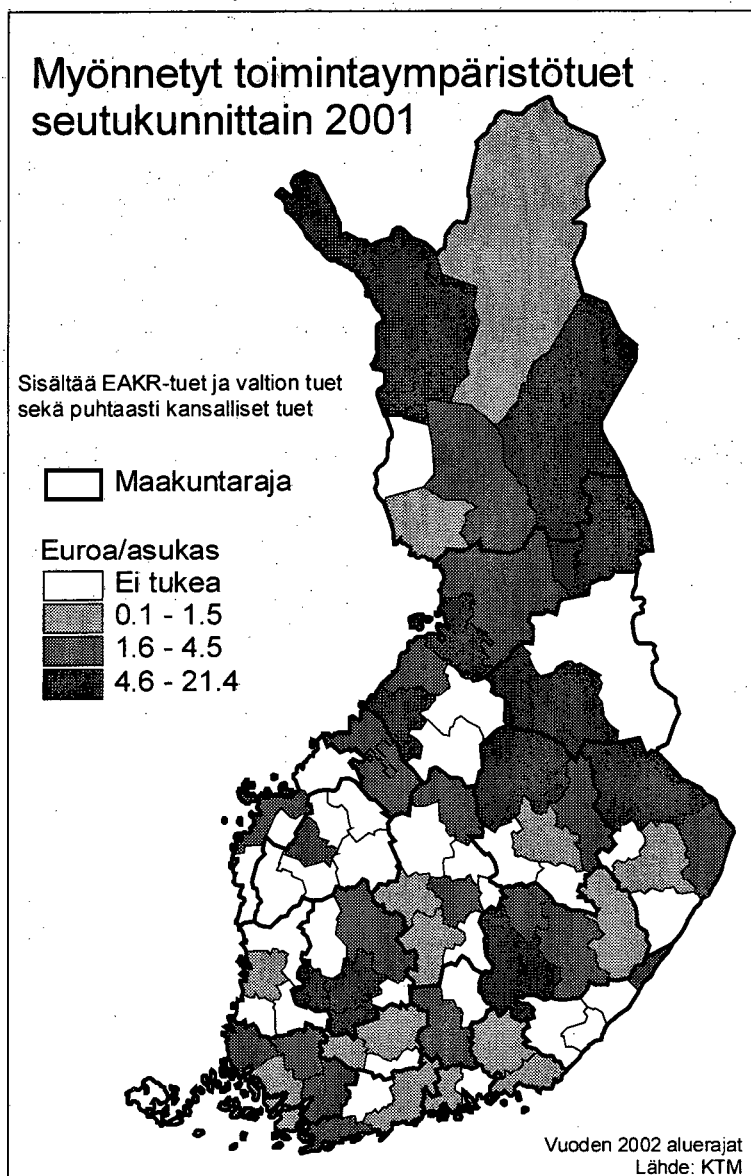 Myönnetyt toimintaympäristötuet
seutukunnittain 2001
Sisältää EAKR-tuet ja valtion tuet
sekä puhtaasti kansalliset tuet
Maakuntaraja
Euroa/asukas
Ei tukea
0.1 - 1.5
1.6 - 4.5
4.6 - 21.4
Vuoden 2002 aluerajat
Lähde: KTM